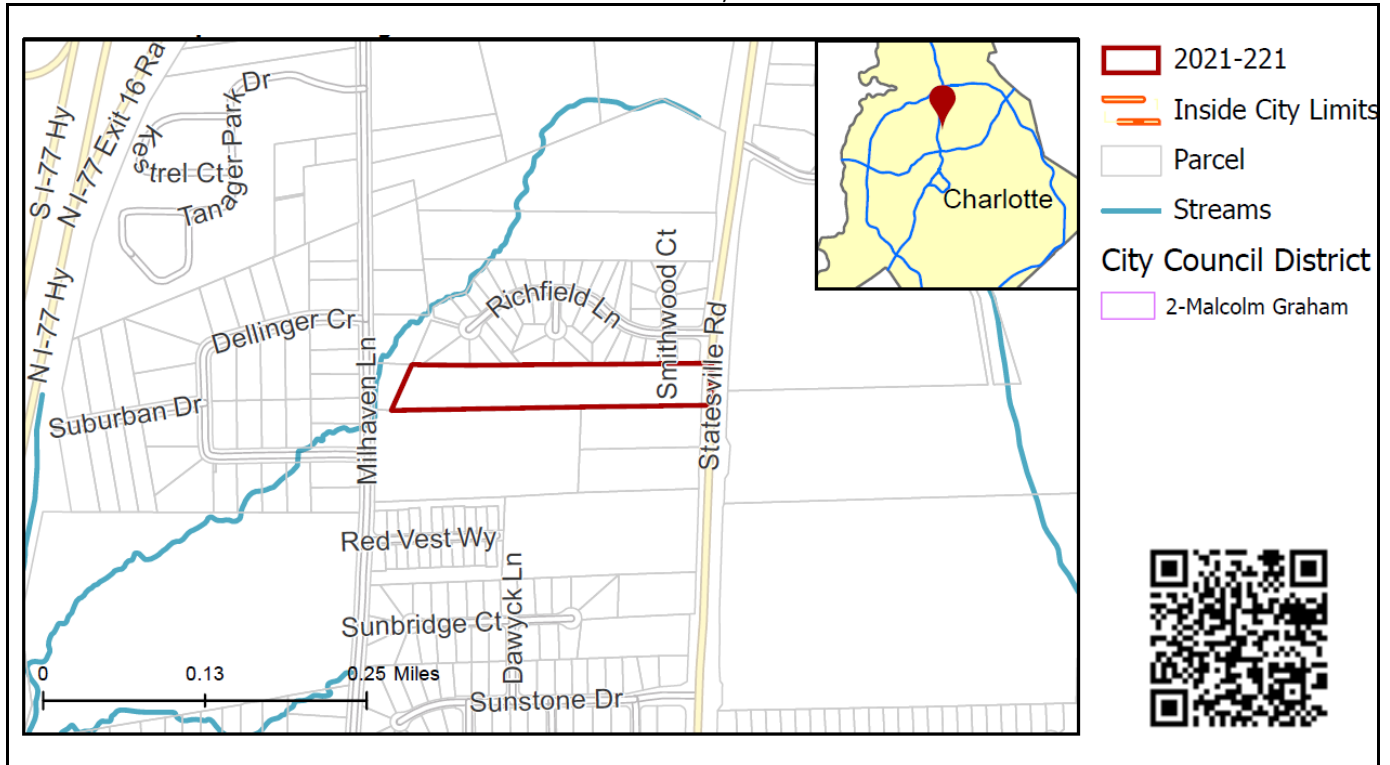 S I-77 Hy
N I-77 Exit 16 Ra
N I-77 Hy
Kes
trel Ct
Tanager Park Dr
Dellinger Cr
Suburban Dr
Milhaven Ln
Richfield Ln
Smithwood Ct
Statesville Rd
Red Vest Wy
Sunbridge Ct
Dawyck Ln
Sunstone Dr
0 0.13 0.25 Miles
Charlotte
2021-221
Inside City Limits
Parcel
Streams
City Council District
2-Malcolm Graham